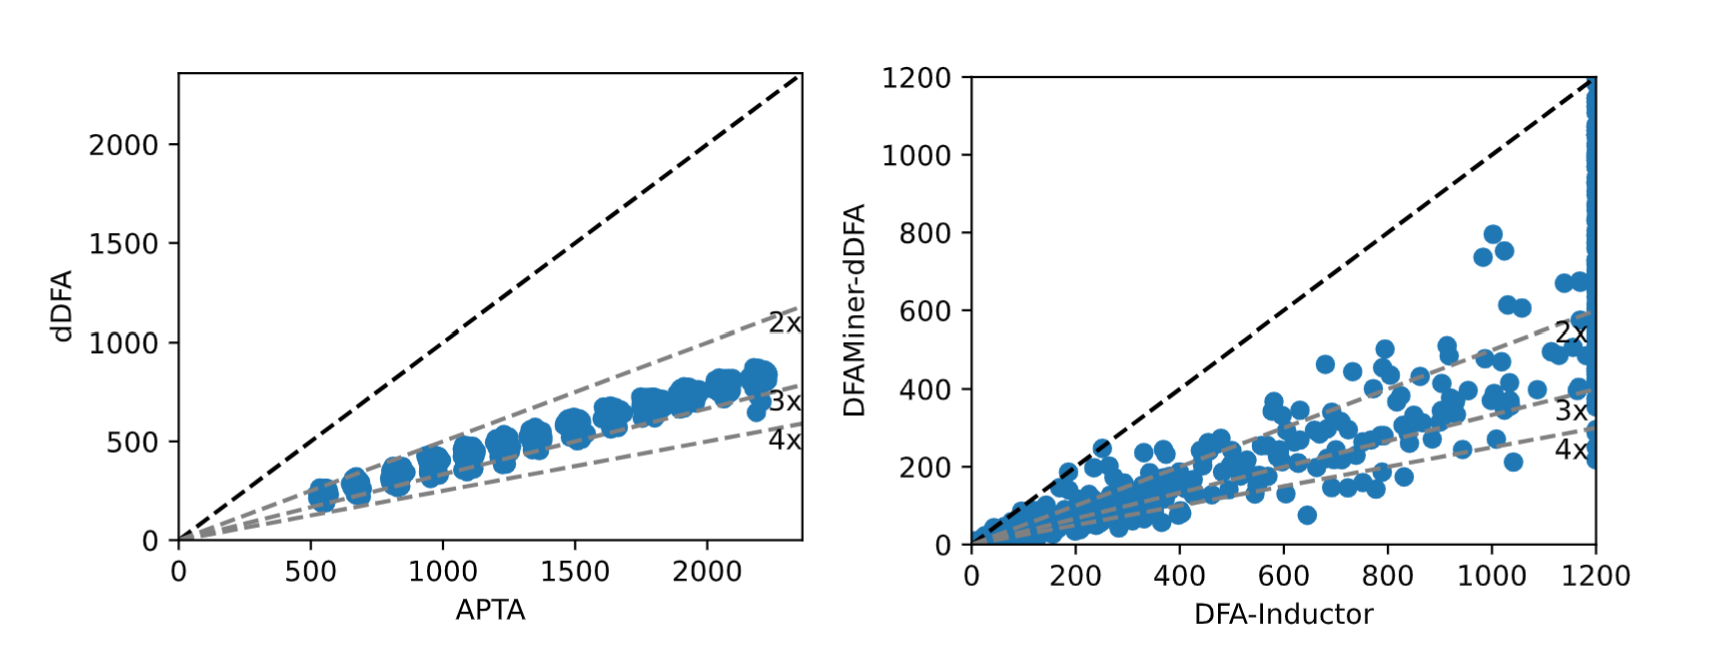 dDFA
2000
1500
1000
500
0
2x
3x
4x
0 500 1000 1500 2000
APTA
DFAMiner-dDFA
1200
1000
800
600
400
200
0
2x
3x
4x
0 200 400 600 800 1000 1200
DFA-Inductor